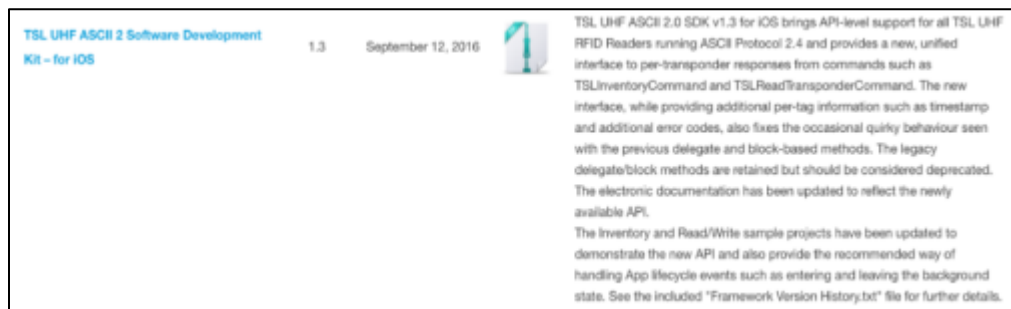 TSL UHF ASCII 2 Software Development
Kit – for iOS
1.3
September 12, 2016
TSL UHF ASCII 2.0 SDK v1.3 for iOS brings API-level support for all TSL UHF
RFID Readers running ASCII Protocol 2.4 and provides a new, unified
interface to per-transponder responses from commands such as
TSLInventoryCommand and TSLReadTransponderCommand. The new
interface, while providing additional per-tag information such as timestamp
and additional error codes, also fixes the occasional quirky behaviour seen
with the previous delegate and block-based methods. The legacy
delegate/block methods are retained but should be considered deprecated.
The electronic documentation has been updated to reflect the newly
available API.
The Inventory and Read/Write sample projects have been updated to
demonstrate the new API and also provide the recommended way of
handling App lifecycle events such as entering and leaving the background
state. See the included "Framework Version History.txt" file for further details.